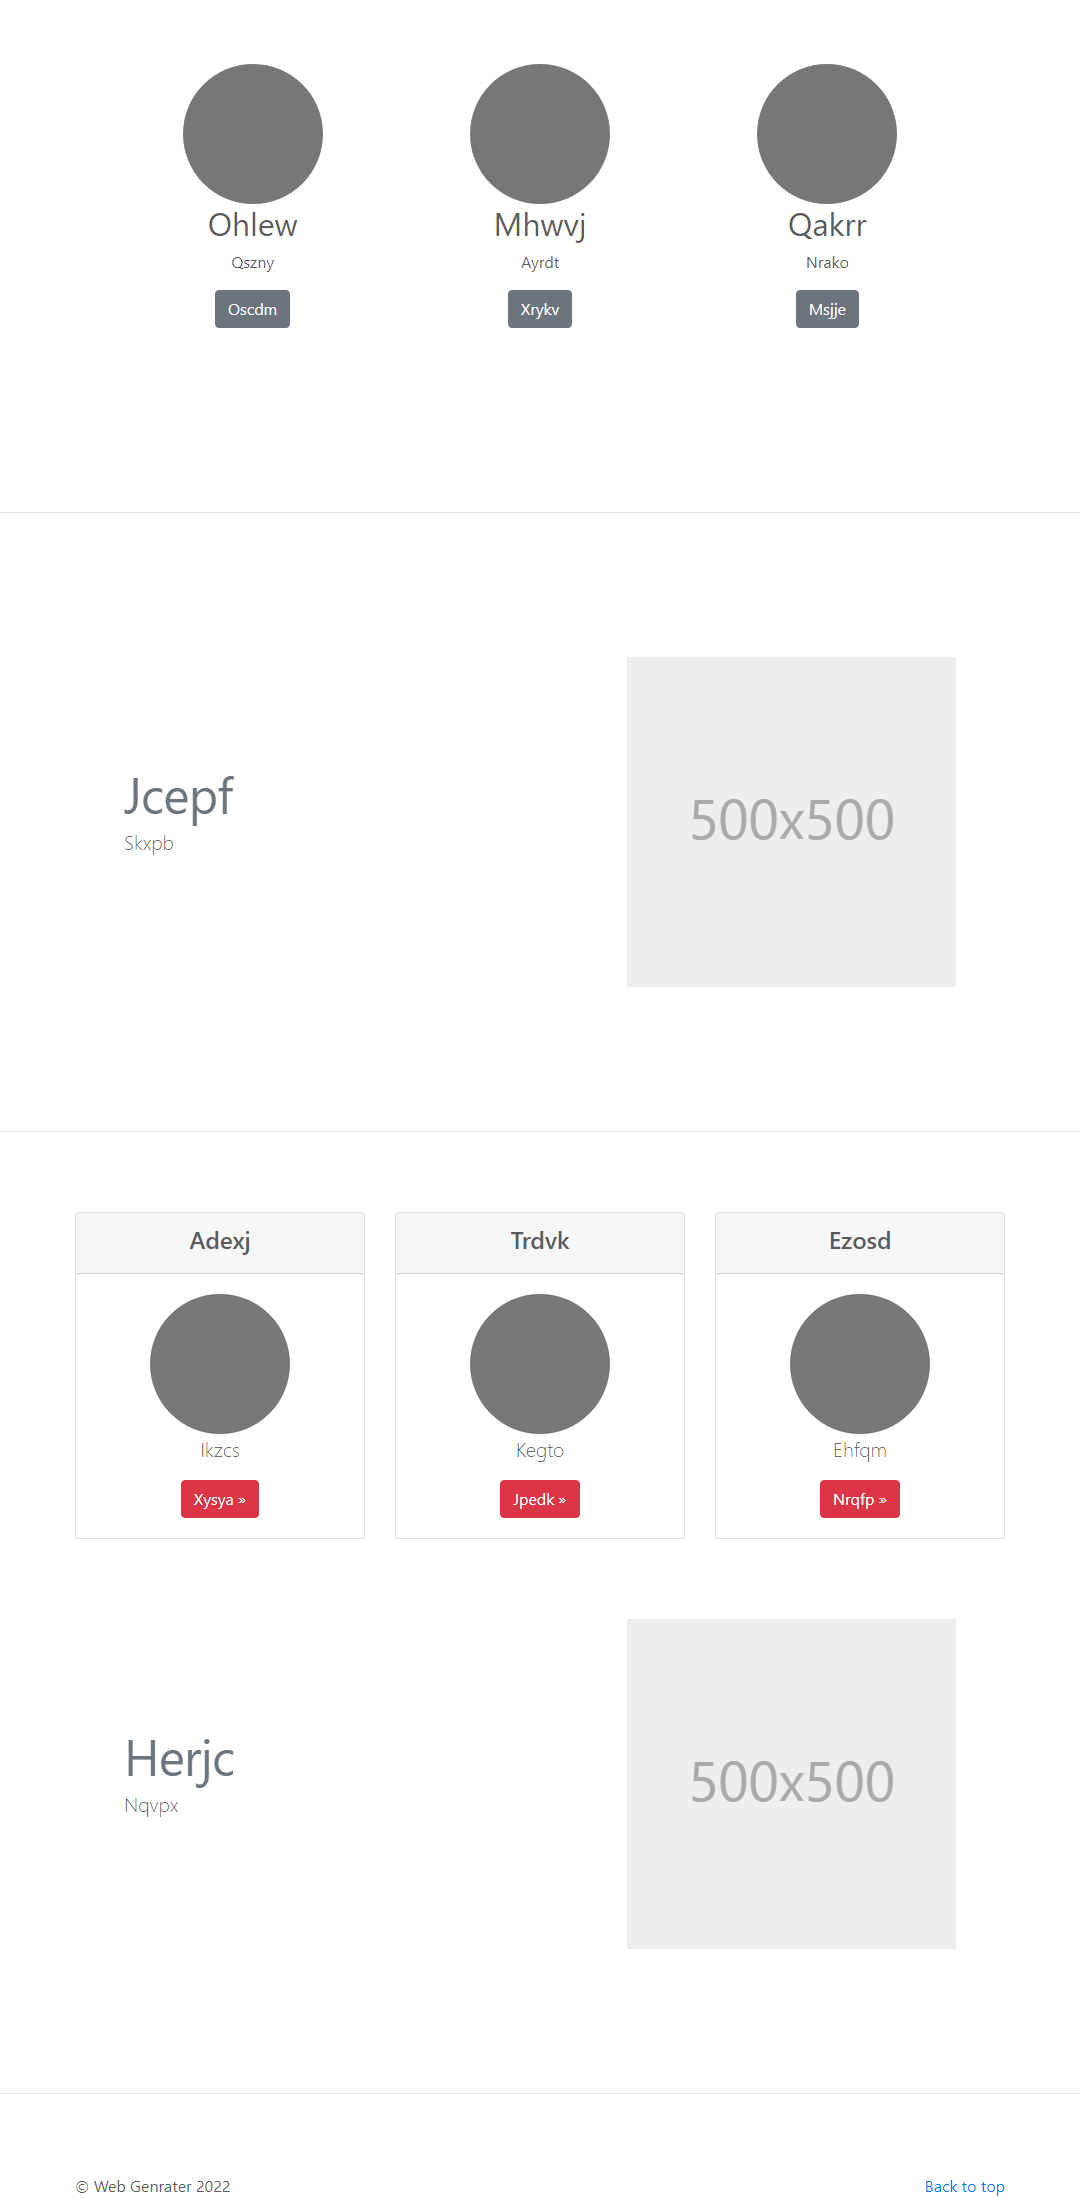 Ohlew Mhwvj Qakrr
Qszny Ayrdt Nrako
Oscdm Xrykv Msjje
Jcepf
Skxpb
500x500
Adexj Trdvk Ezosd
Ikzcs Kegto Ehfqm
Xysya » Jpedk » Nrqfp »
Herjc
Nqvpx
500x500
© Web Genrater 2022 Back to top